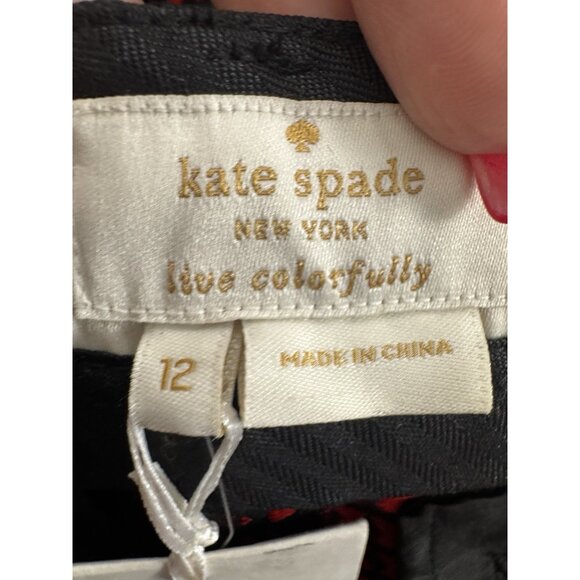 kate spade
NEW YORK
live colorfully
12
MADE IN CHINA